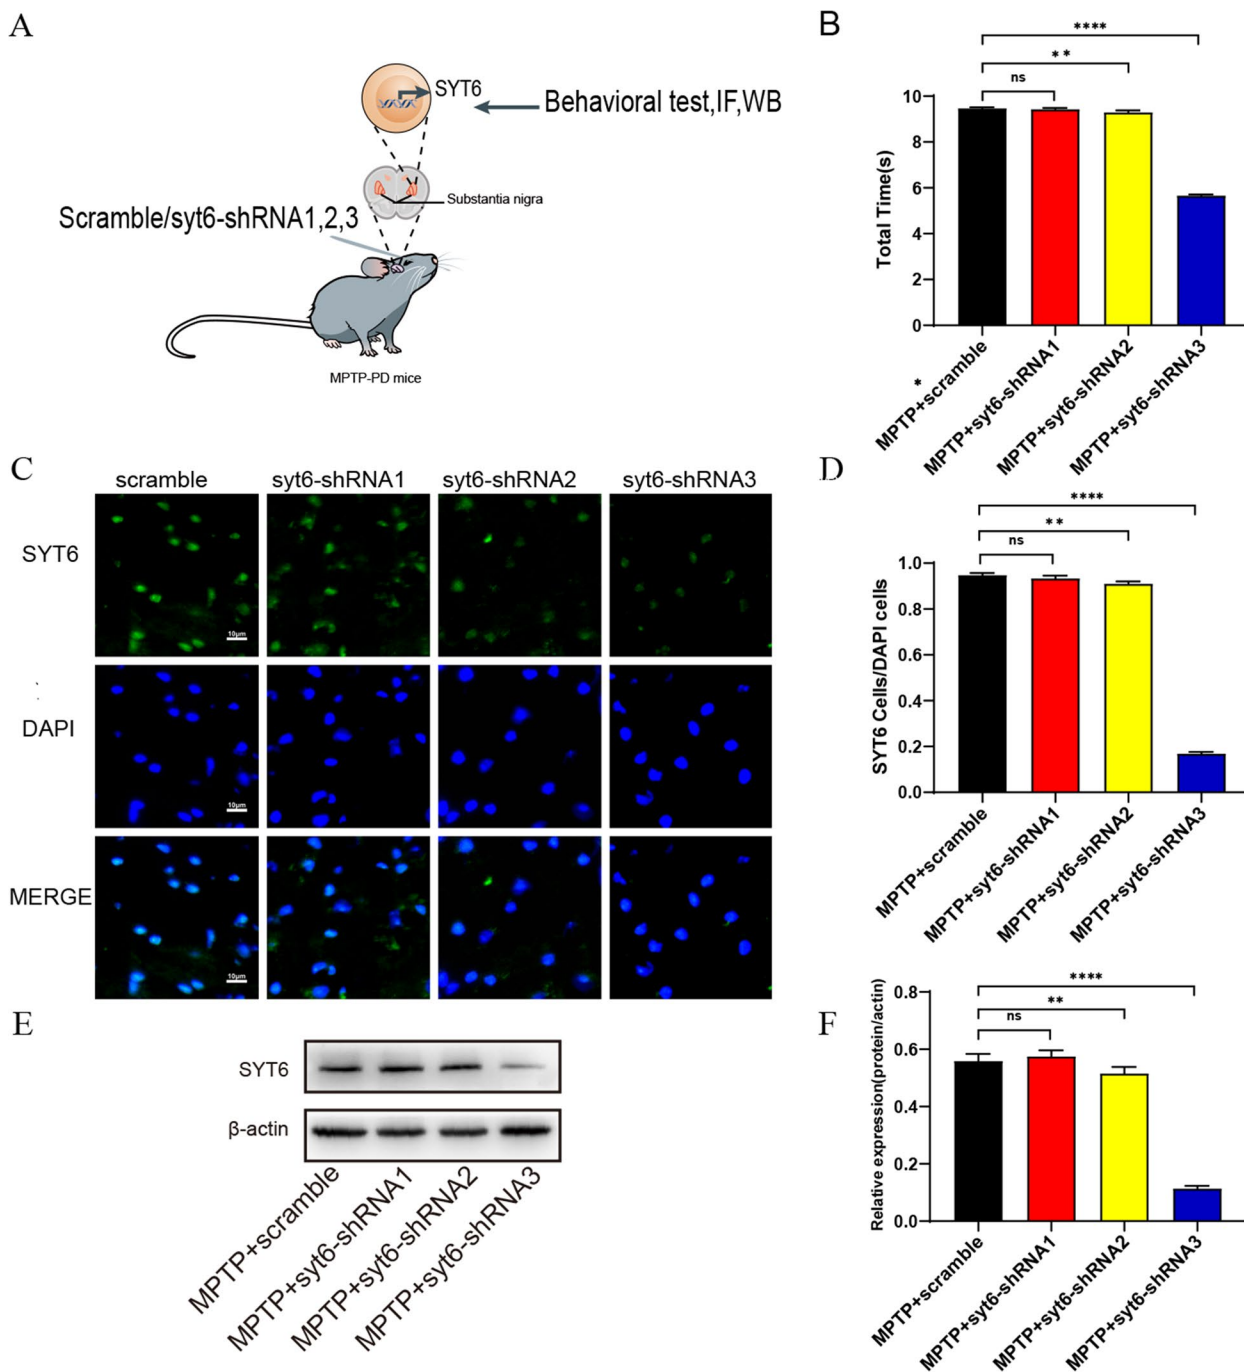 A
SYT6
Behavioral test,IF,WB
Substantia nigra
Scramble/syt6-shRNA1,2,3
MPTP-PD mice
B
****
**
ns
Total Time(s)
10
8
6
4
2
0
*
MPTP+scramble
MPTP+syt6-shRNA1
MPTP+syt6-shRNA2
MPTP+syt6-shRNA3
C
scramble
syt6-shRNA1
syt6-shRNA2
syt6-shRNA3
SYT6
10μm
DAPI
10μm
MERGE
10μm
D
****
**
ns
SYT6 Cells/DAPI cells
1.0
0.8
0.6
0.4
0.2
0.0
MPTP+scramble
MPTP+syt6-shRNA1
MPTP+syt6-shRNA2
MPTP+syt6-shRNA3
E
SYT6
β-actin
MPTP+scramble
MPTP+syt6-shRNA1
MPTP+syt6-shRNA2
MPTP+syt6-shRNA3
F
****
**
ns
Relative expression(protein/actin)
0.8
0.6
0.4
0.2
0.0
MPTP+scramble
MPTP+syt6-shRNA1
MPTP+syt6-shRNA2
MPTP+syt6-shRNA3